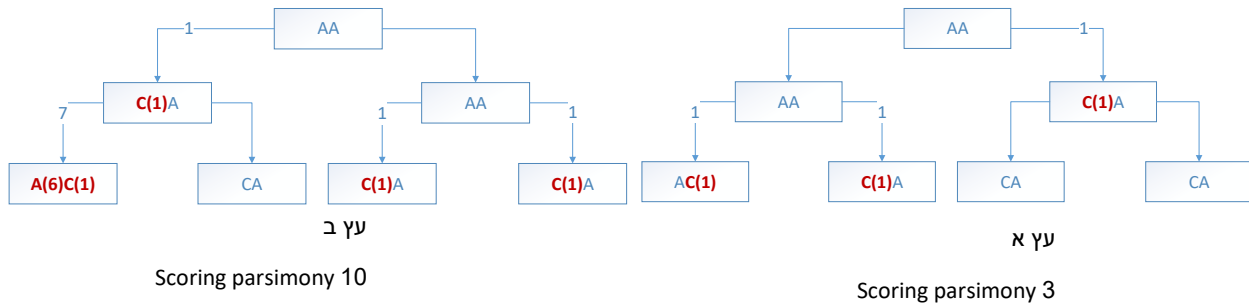 1 AA
C(1)A AA
7 1 1
A(6)C(1) CA C(1)A C(1)A
עץ ב
Scoring parsimony 10
AA 1
AA C(1)A
1 1
AC(1) C(1)A CA CA
עץ א
Scoring parsimony 3